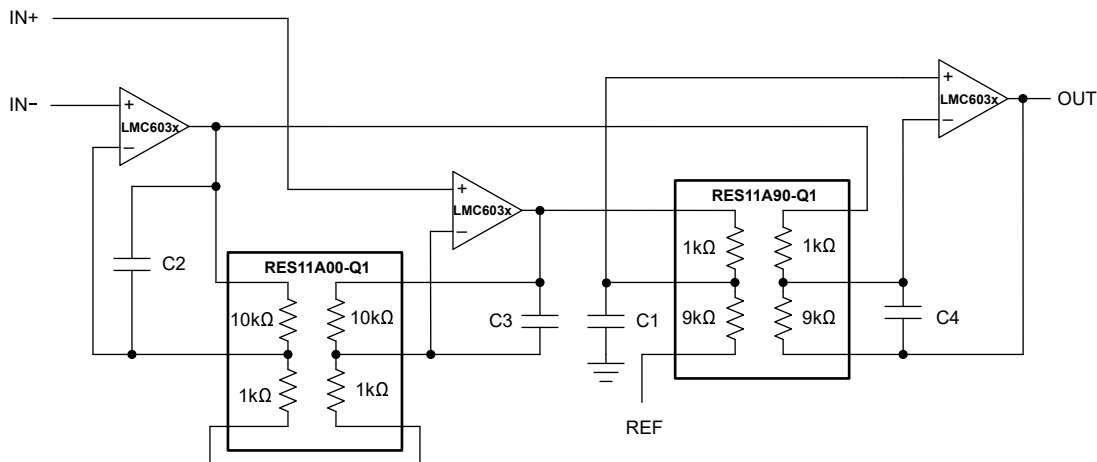 IN+
IN−
OUT
LMC603x
LMC603x
LMC603x
RES11A90-Q1
1kΩ
1kΩ
RES11A00-Q1
C2
10kΩ
10kΩ
C3
C1
9kΩ
9kΩ
C4
1kΩ
1kΩ
REF